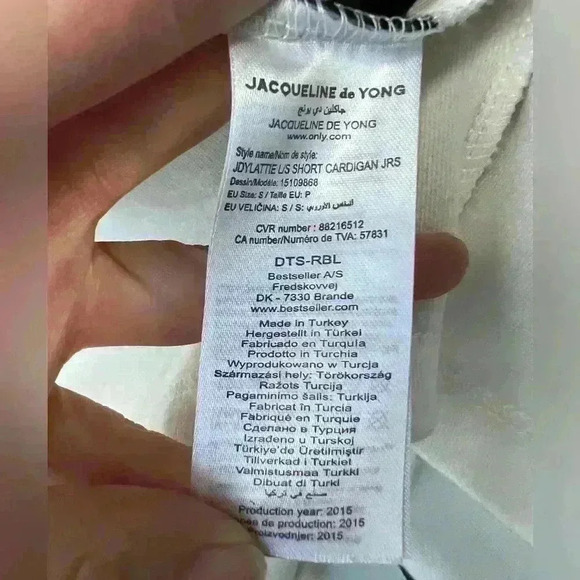 JACQUELINE de YONG
جاكلين دي يونج
JACQUELINE DE YONG
www.only.com
Style name/Nom de style:
JDYLATTIE L/S SHORT CARDIGAN JRS
Dessin/Modèle: 15109868
EU Size: S / Taille EU: P
EU VELİČINA: S / S: المقاس الأوروبي
CVR number : 88216512
CA number/Numéro de TVA: 57831
DTS-RBL
Bestseller A/S
Fredskovvej
DK - 7330 Brande
www.bestseller.com
Made in Turkey
Hergestellt in Türkei
Fabricado en Turquía
Prodotto in Turchia
Wyprodukowano w Turcja
Származási hely: Törökország
Ražots Turcija
Pagaminimo šalis: Turkija
Fabricat în Turcia
Fabriqué en Turquie
Сделано в Турция
Izrađeno u Turskoj
Türkiye'de Üretilmiştir
Tillverkad i Turkiet
Valmistusmaa Turkki
Dibuat di Turki
صنع في تركيا
Production year: 2015
de production: 2015
2015